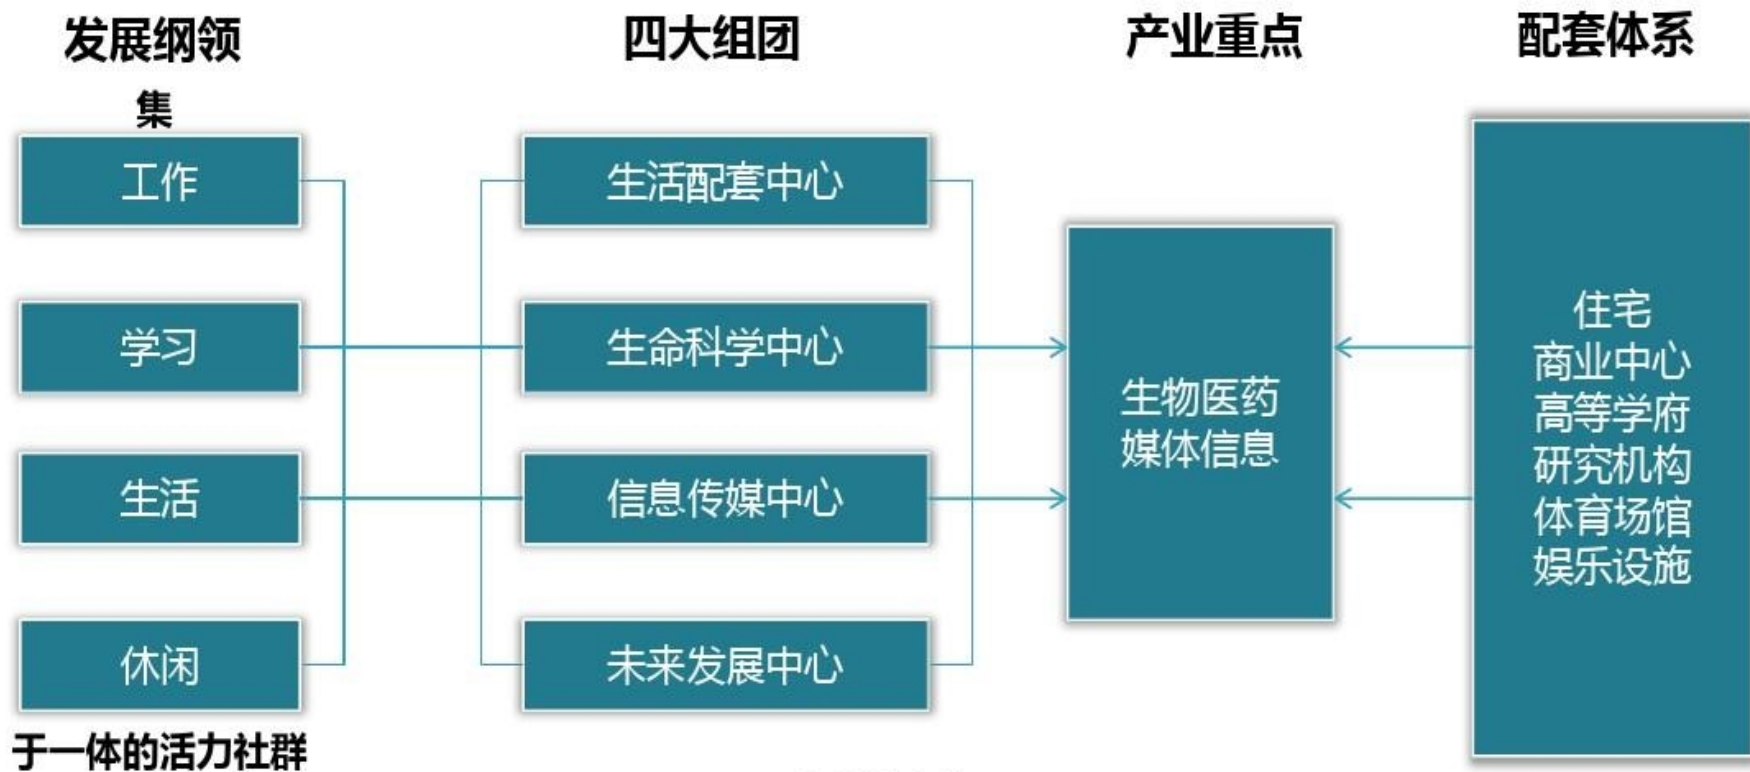 发展纲领
四大组团
产业重点
配套体系
集
工作
学习
生活
休闲
于一体的活力社群
生活配套中心
生命科学中心
信息传媒中心
未来发展中心
生物医药
媒体信息
住宅
商业中心
高等学府
研究机构
体育场馆
娱乐设施